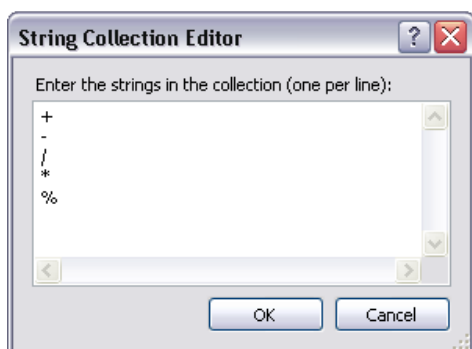 String Collection Editor
?
Enter the strings in the collection (one per line):
+
-
/
*
%
OK Cancel